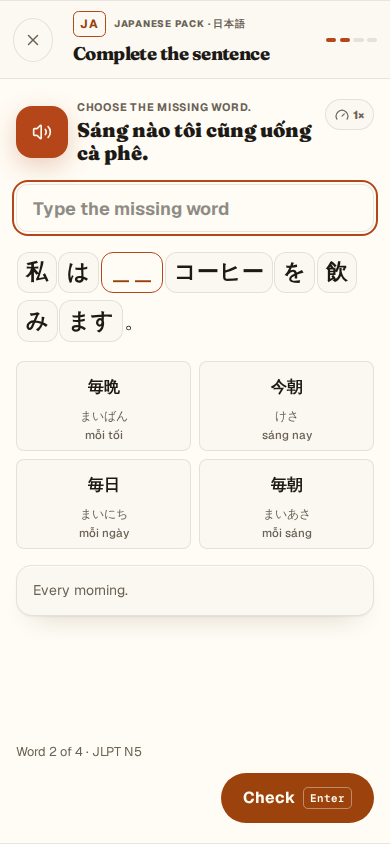 JA
JAPANESE PACK · 日本語
Complete the sentence
CHOOSE THE MISSING WORD.
Sáng nào tôi cũng uống
cà phê.
1×
Type the missing word
私 は _ _ コーヒー を 飲
み ます 。
毎晩
まいばん
mỗi tối
今朝
けさ
sáng nay
毎日
まいにち
mỗi ngày
毎朝
まいあさ
mỗi sáng
Every morning.
Word 2 of 4 · JLPT N5
Check Enter